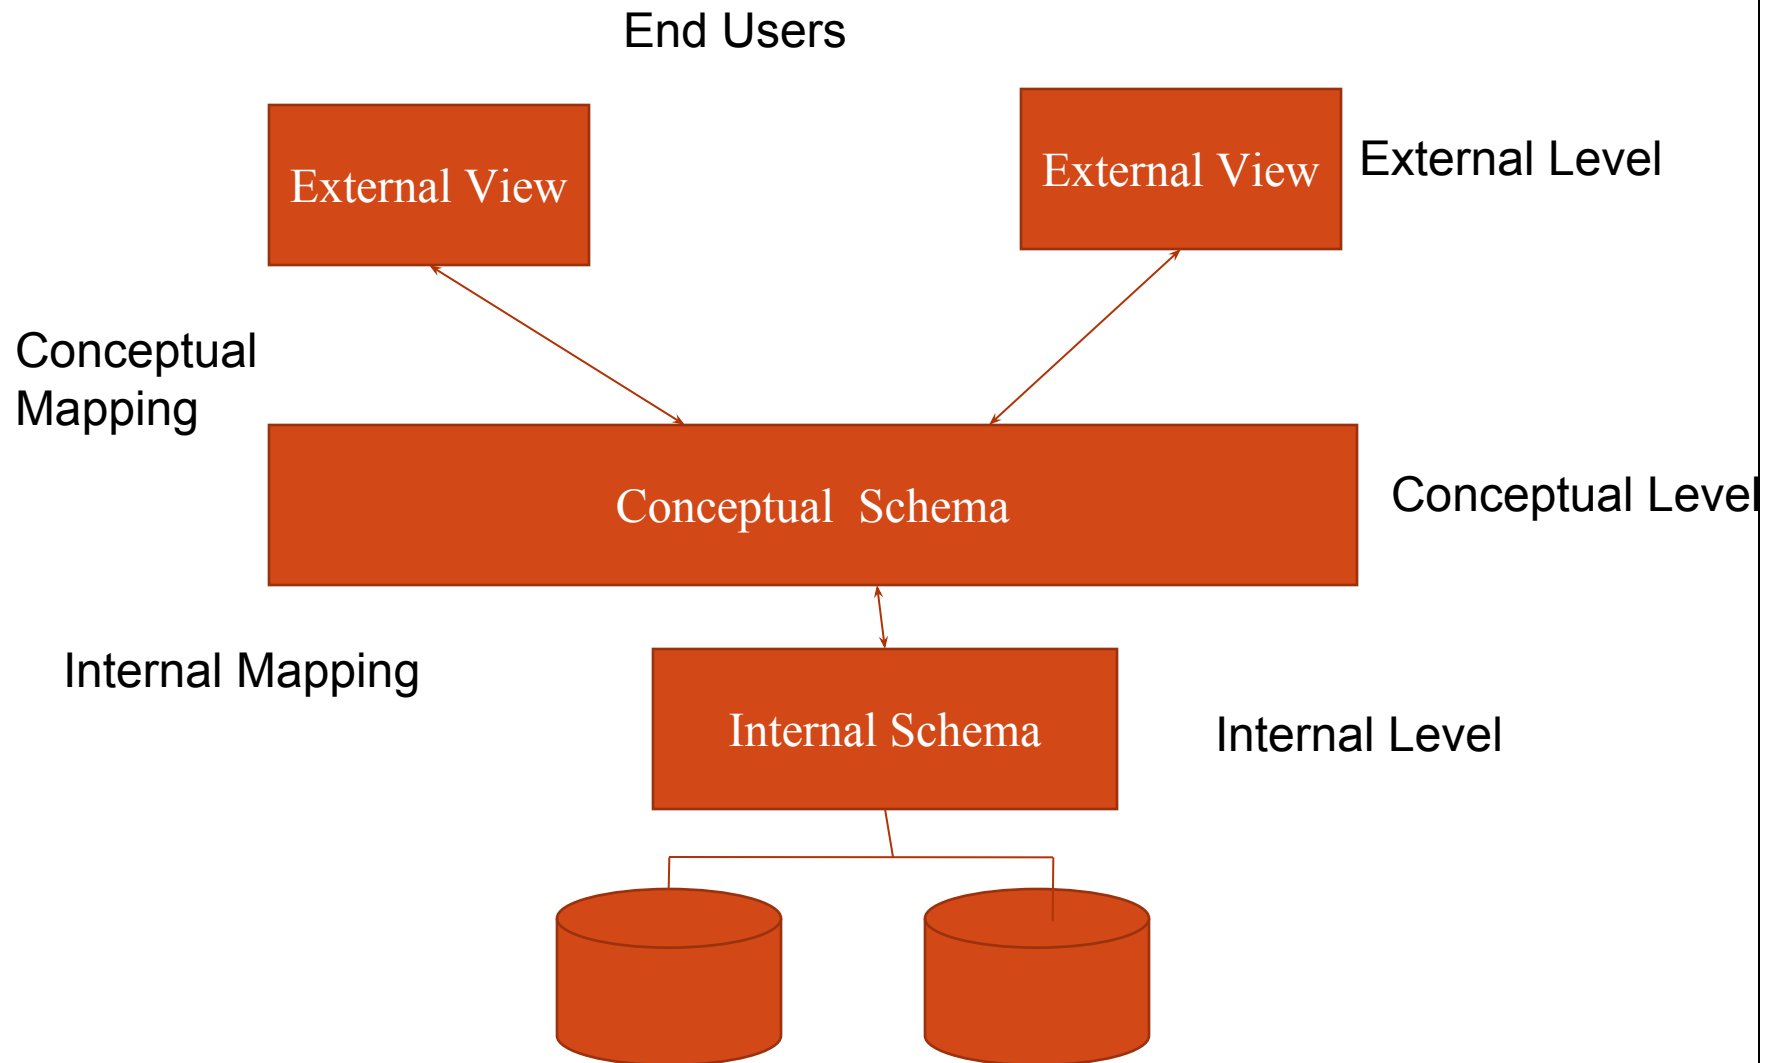 End Users
External View
External View
External Level
Conceptual
Mapping
Conceptual  Schema
Conceptual Level
Internal Mapping
Internal Schema
Internal Level